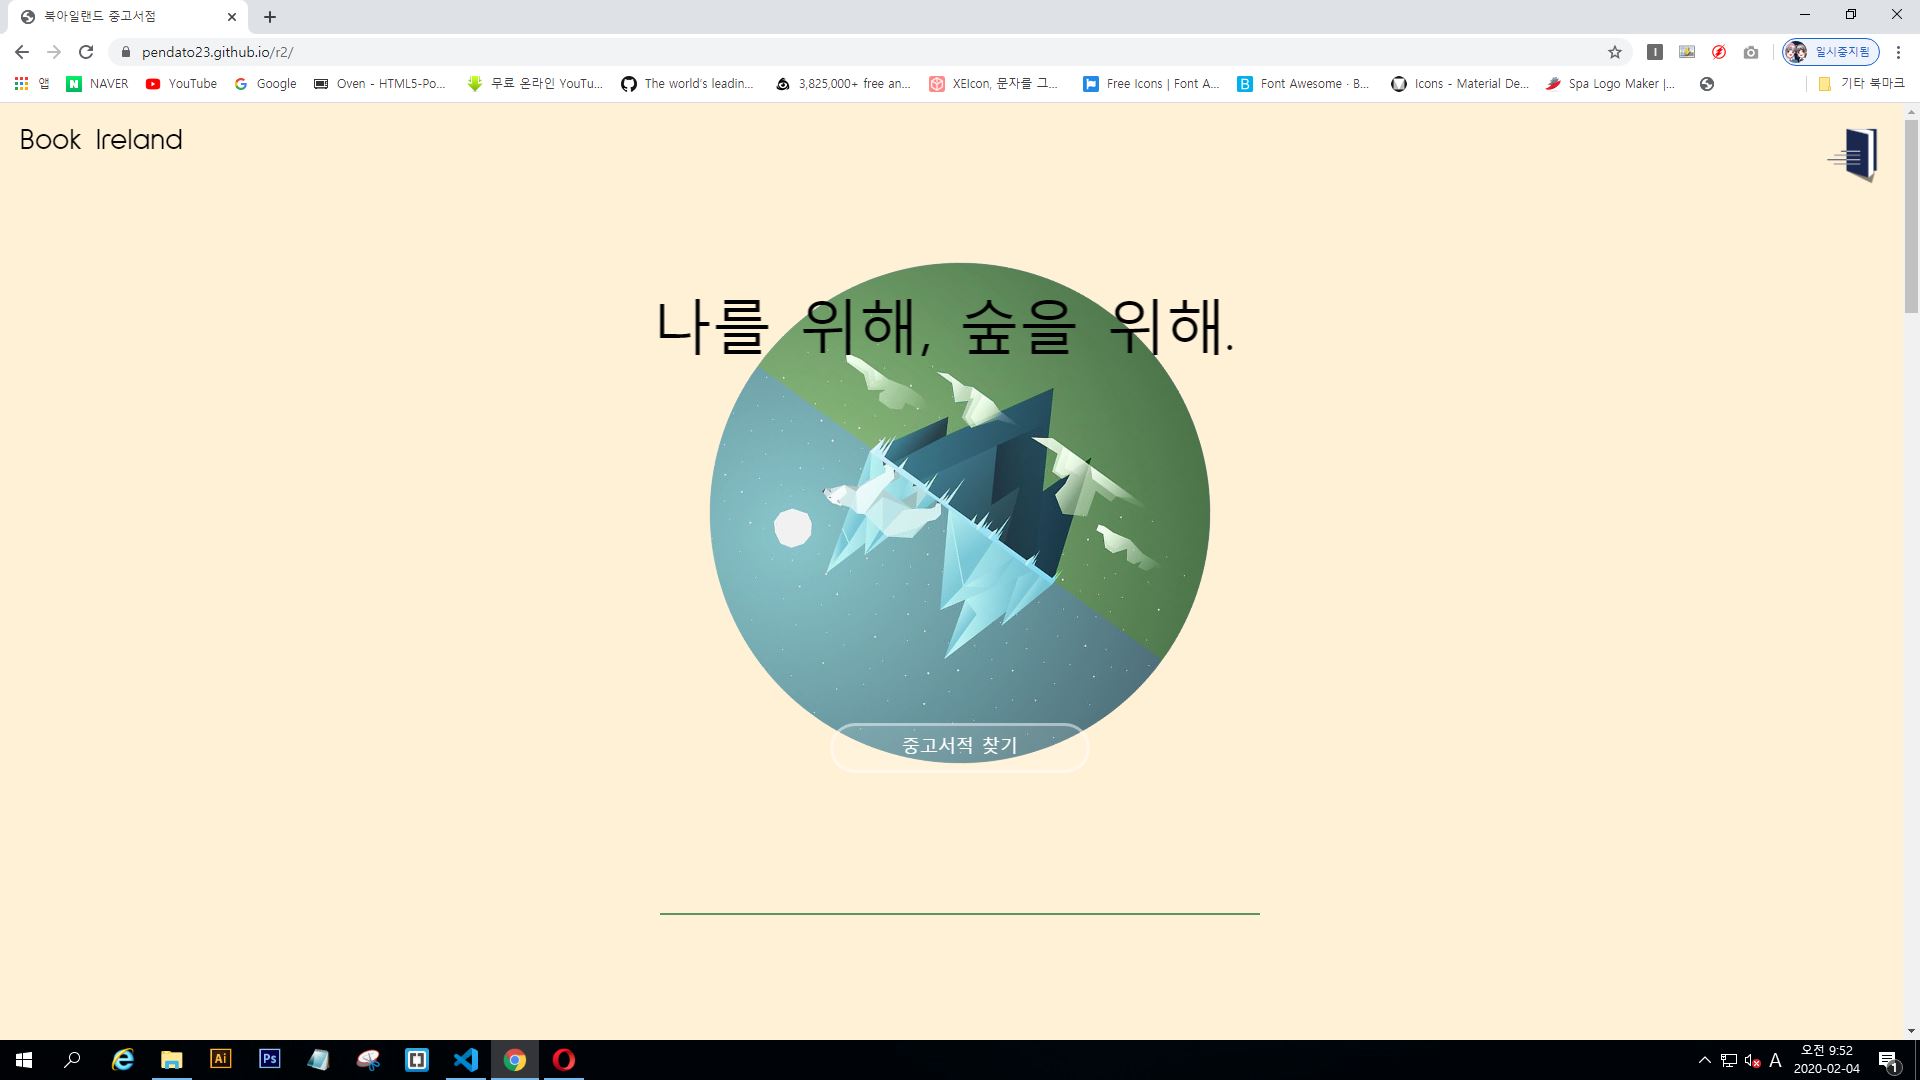 북아일랜드 중고서점
pendato23.github.io/r2/
일시중지됨
앱 NAVER YouTube Google Oven - HTML5-Po... 무료 온라인 YouTu... The world's leadin... 3,825,000+ free an... XEIcon, 문자를 그... Free Icons | Font A... Font Awesome · B... Icons - Material De... Spa Logo Maker |... 기타 북마크
Book Ireland
나를 위해, 숲을 위해.
중고서적 찾기
Ai Ps A
오전 9:52
2020-02-04
1